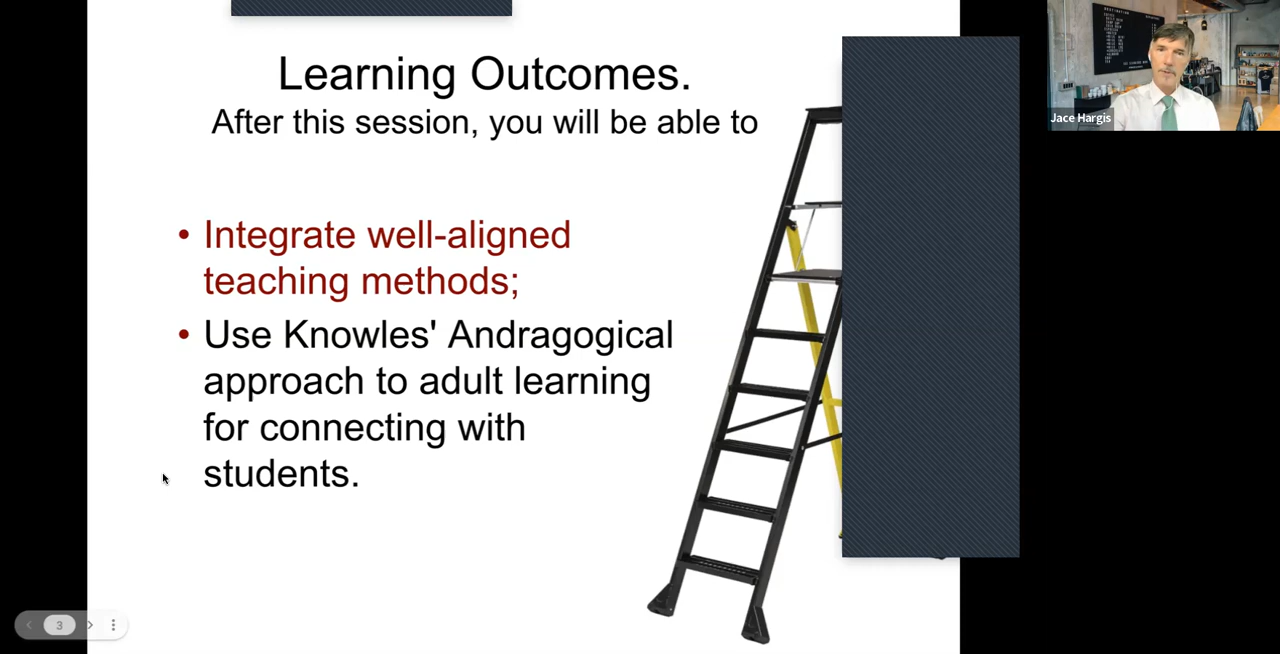 Learning Outcomes.
After this session, you will be able to
• Integrate well-aligned
teaching methods;
• Use Knowles' Andragogical
approach to adult learning
for connecting with
students.
Jace Hargis
3